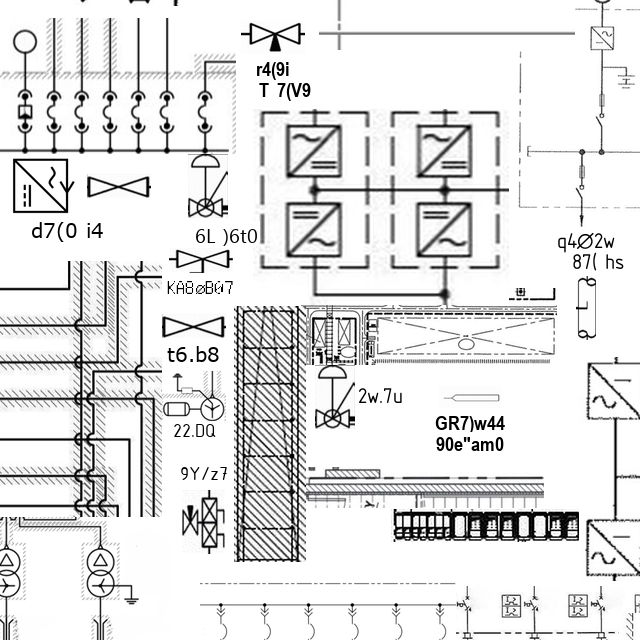 r4(9i
T 7(V9
d7(0 i4
6L )6t0
q4Ø2w
87( hs
KA8øB07
t6.b8
2w.7u
22.DQ
GR7)w44
90e"am0
9Y/z7